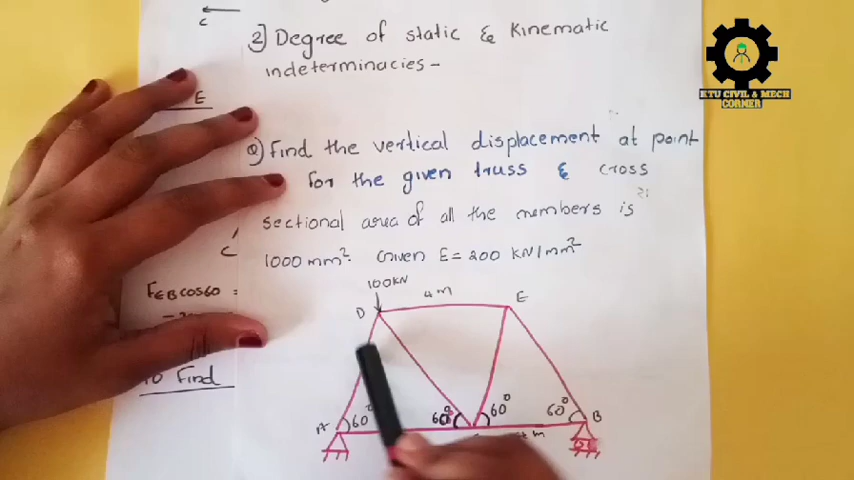 C
2) Degree of static & kinematic
indeterminacies -
E
Q) Find the vertical displacement at point
for the given truss & cross
sectional area of all the members is
C'
1000 mm² Given E = 200 KN/mm²
FEB cos60 =
To Find
100KN
4m
D
E
A
60°
60°
60°
60°
B
m
KTU CIVIL & MECH
CORNER